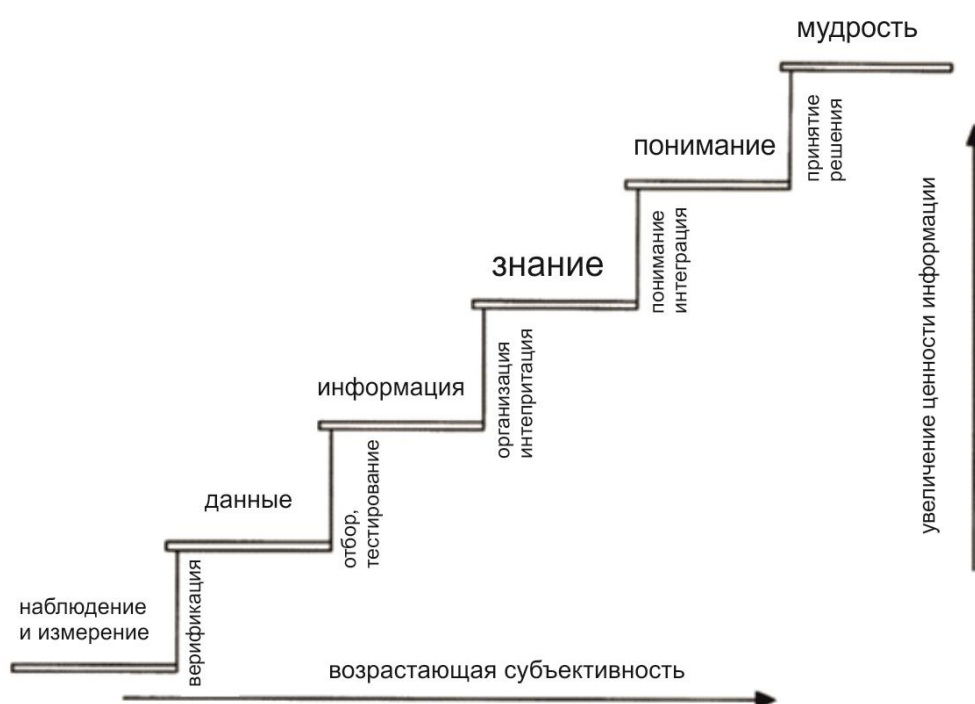 мудрость
принятие
решения
понимание
понимание
интеграция
увеличение ценности информации
знание
организация
интепритация
информация
отбор,
тестирование
данные
верификация
наблюдение
и измерение
возрастающая субъективность